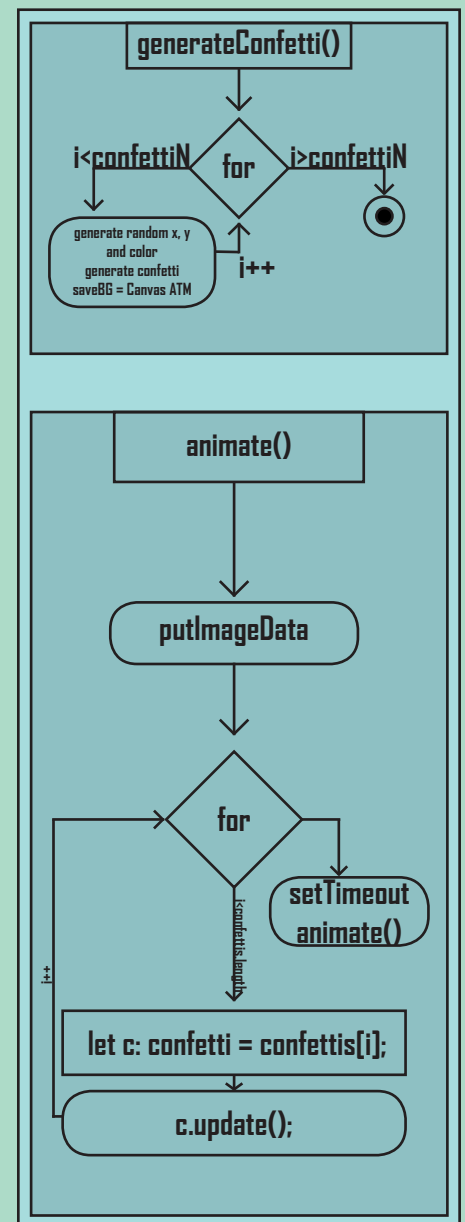 generateConfetti()
i<confettiN
for
i>confettiN
generate random x, y
and color
generate confetti
saveBG = Canvas ATM
i++
animate()
putImageData
for
setTimeout
animate()
i<confettis.length
i++
let c: confetti = confettis[i];
c.update();